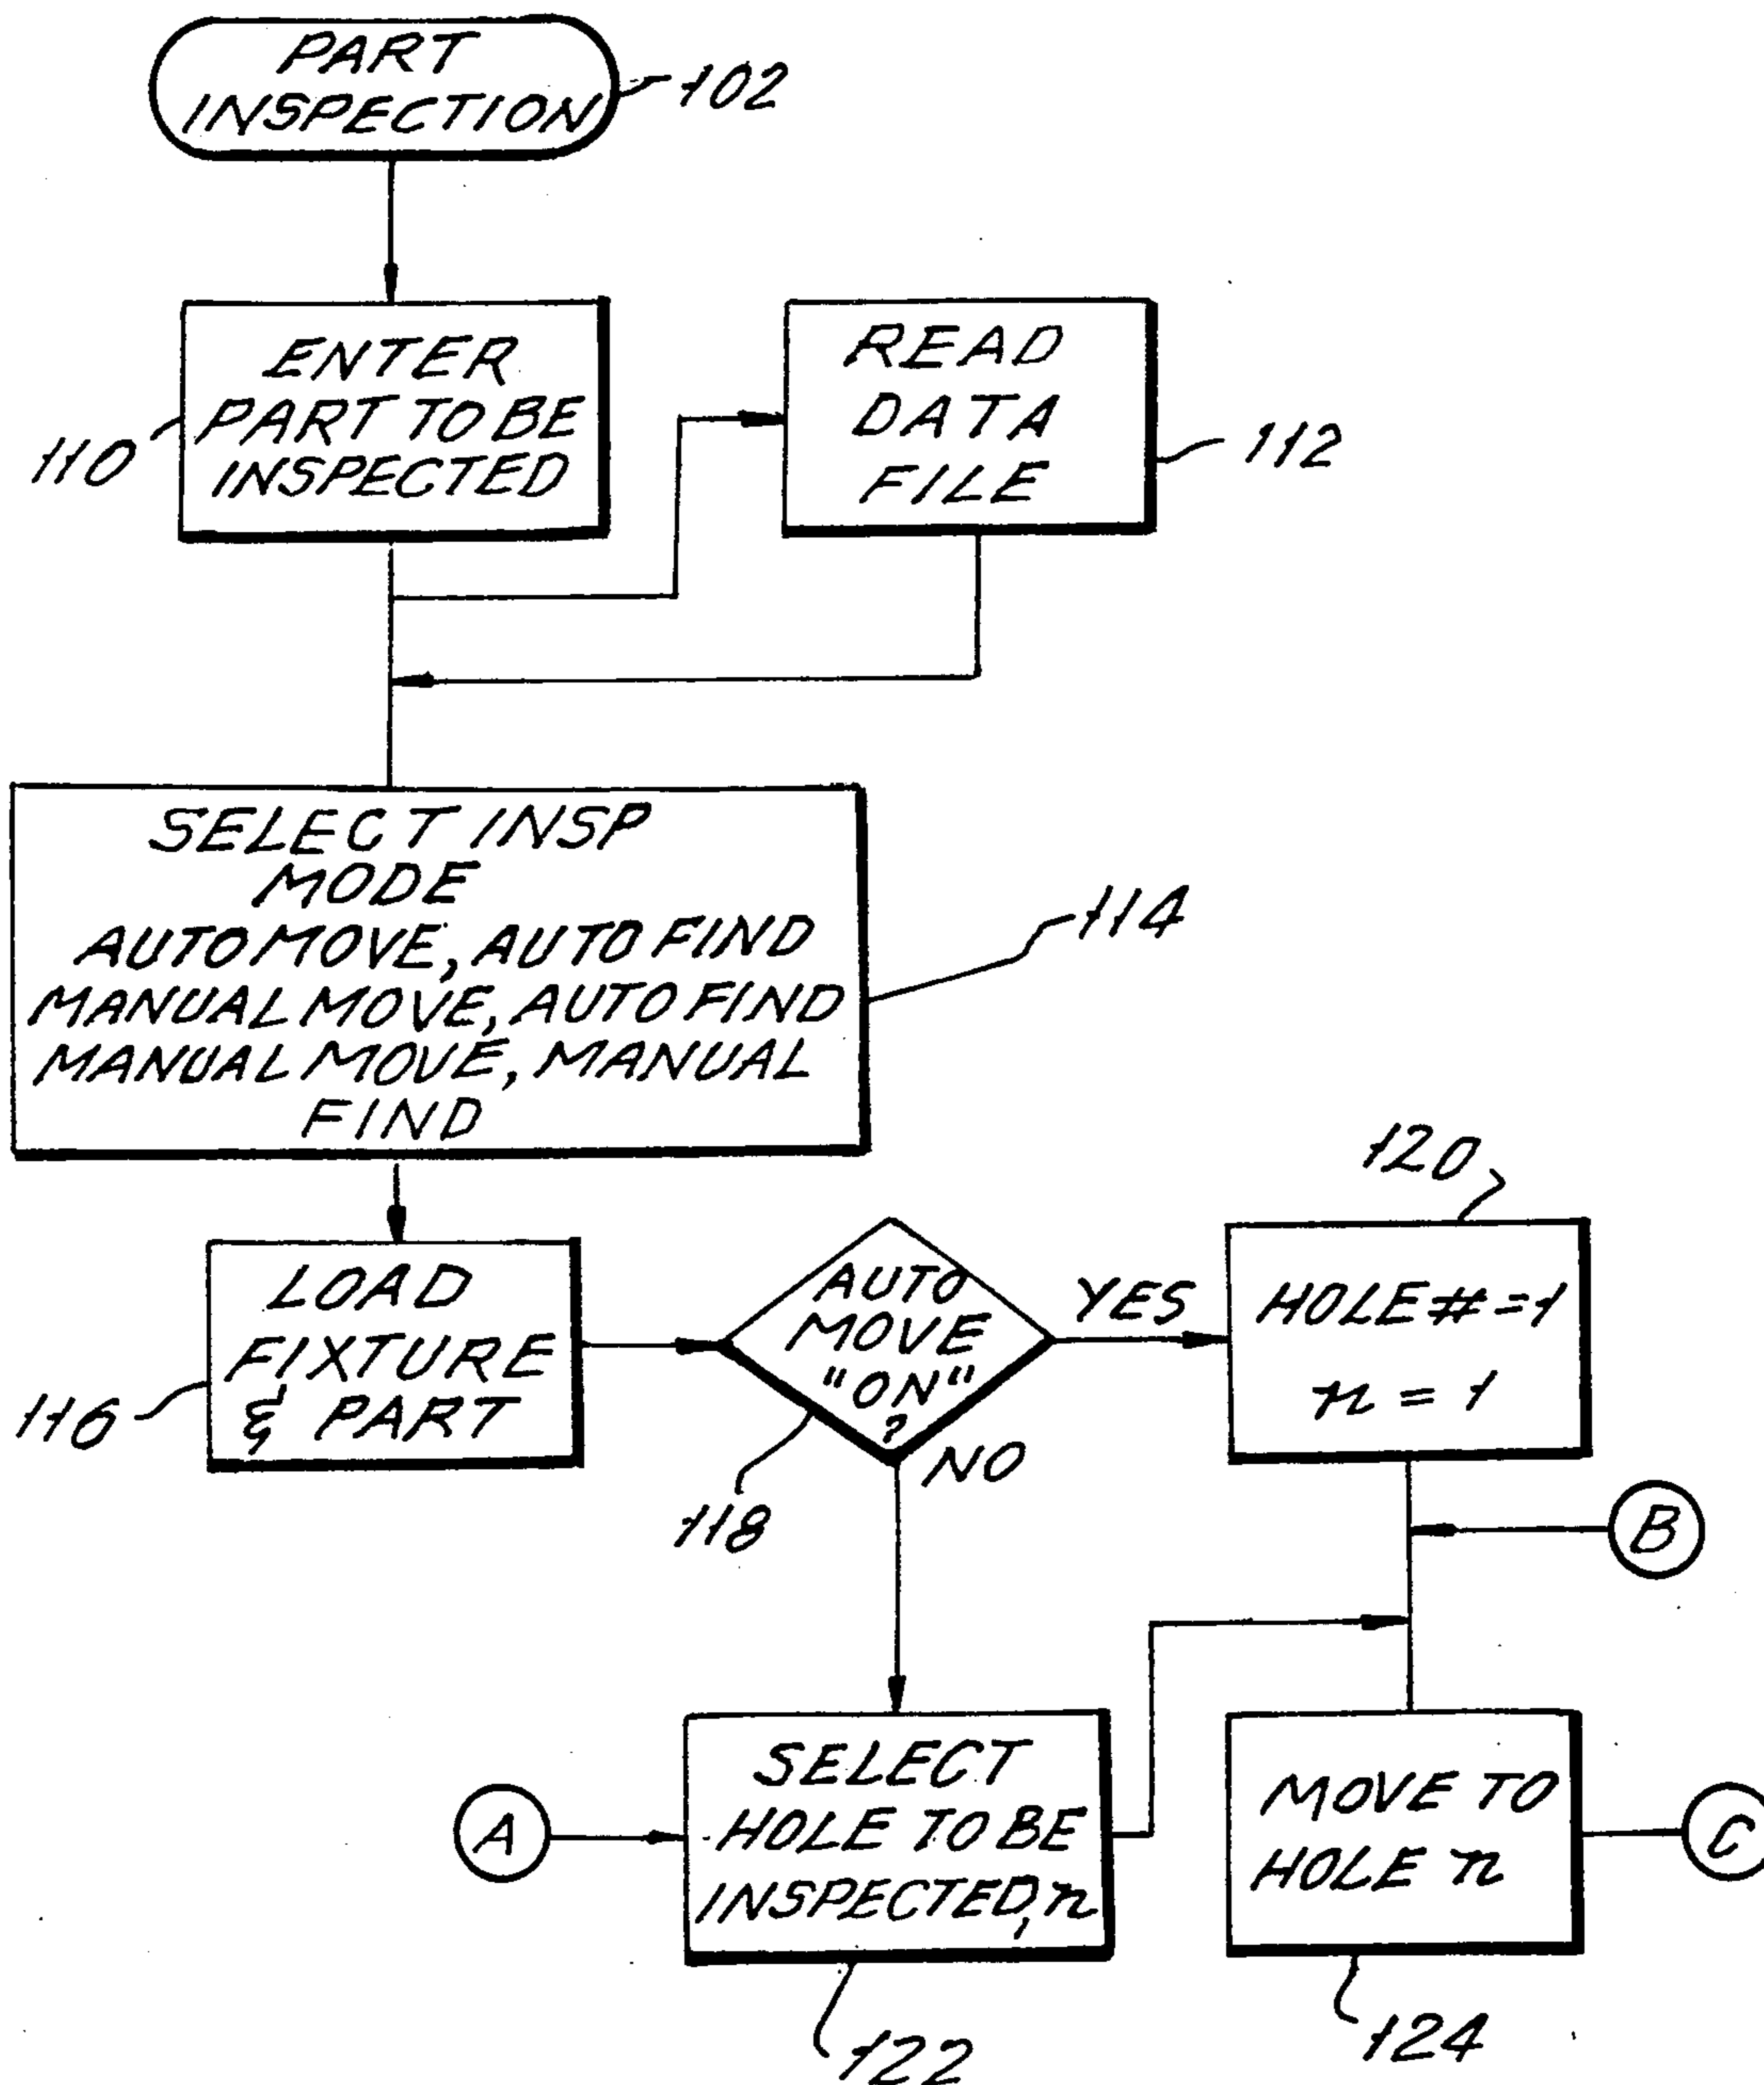 PART
INSPECTION
102
ENTER
PART TO BE
INSPECTED
110
READ
DATA
FILE
112
SELECT INSP
MODE
AUTO MOVE, AUTO FIND
MANUAL MOVE, AUTO FIND
MANUAL MOVE, MANUAL
FIND
114
LOAD
FIXTURE
& PART
116
AUTO
MOVE
"ON"
?
118
YES
NO
120
HOLE # = 1
n = 1
B
A
SELECT
HOLE TO BE
INSPECTED, n
122
MOVE TO
HOLE n
124
C